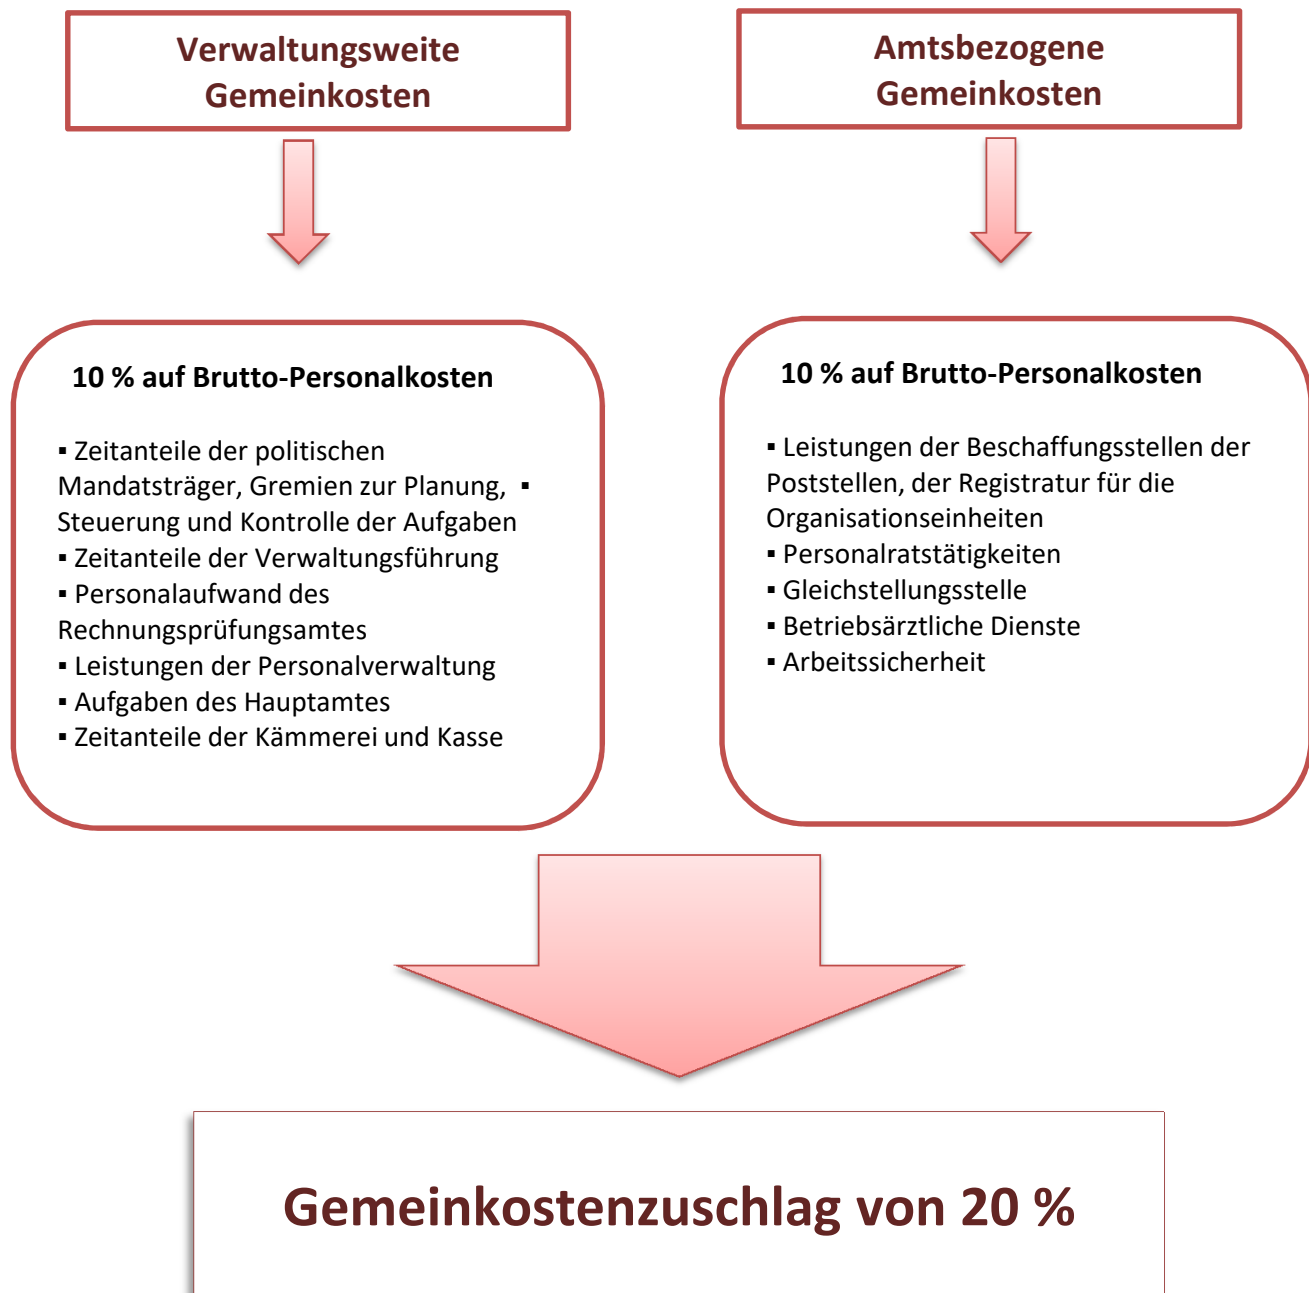 Verwaltungsweite
Gemeinkosten
Amtsbezogene
Gemeinkosten
10 % auf Brutto-Personalkosten
▪ Zeitanteile der politischen
Mandatsträger, Gremien zur Planung, ▪
Steuerung und Kontrolle der Aufgaben
▪ Zeitanteile der Verwaltungsführung
▪ Personalaufwand des
Rechnungsprüfungsamtes
▪ Leistungen der Personalverwaltung
▪ Aufgaben des Hauptamtes
▪ Zeitanteile der Kämmerei und Kasse
10 % auf Brutto-Personalkosten
▪ Leistungen der Beschaffungsstellen der
Poststellen, der Registratur für die
Organisationseinheiten
▪ Personalratstätigkeiten
▪ Gleichstellungsstelle
▪ Betriebsärztliche Dienste
▪ Arbeitssicherheit
Gemeinkostenzuschlag von 20 %